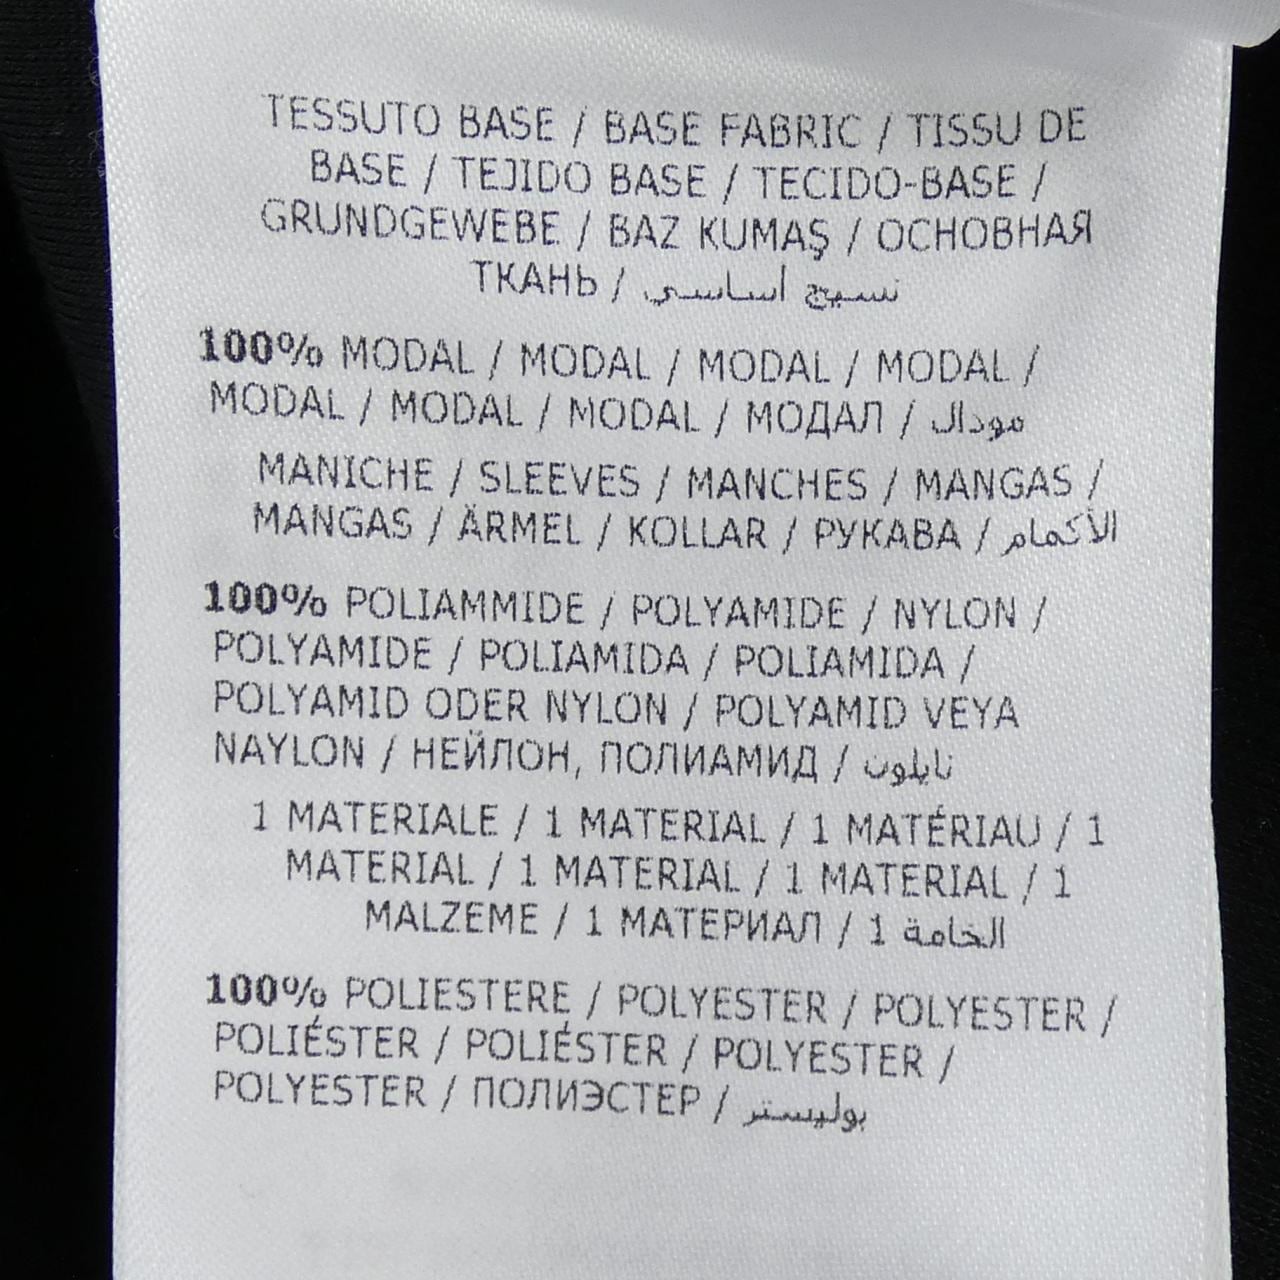 TESSUTO BASE / BASE FABRIC / TISSU DE
BASE / TEJIDO BASE / TECIDO-BASE /
GRUNDGEWEBE / BAZ KUMAŞ / ОСНОВНАЯ
ТКАНЬ / نسيج أساسي
100% MODAL / MODAL / MODAL / MODAL /
MODAL / MODAL / MODAL / МОДАЛ / مودال
MANICHE / SLEEVES / MANCHES / MANGAS /
MANGAS / ÄRMEL / KOLLAR / РУКАВА / الأكمام
100% POLIAMMIDE / POLYAMIDE / NYLON /
POLYAMIDE / POLIAMIDA / POLIAMIDA /
POLYAMID ODER NYLON / POLYAMID VEYA
NAYLON / НЕЙЛОН, ПОЛИАМИД / نايلون
1 MATERIALE / 1 MATERIAL / 1 MATÉRIAU / 1
MATERIAL / 1 MATERIAL / 1 MATERIAL / 1
MALZEME / 1 МАТЕРИАЛ / 1 الخامة
100% POLIESTERE / POLYESTER / POLYESTER /
POLIÉSTER / POLIÉSTER / POLYESTER /
POLYESTER / ПОЛИЭСТЕР / بوليستر